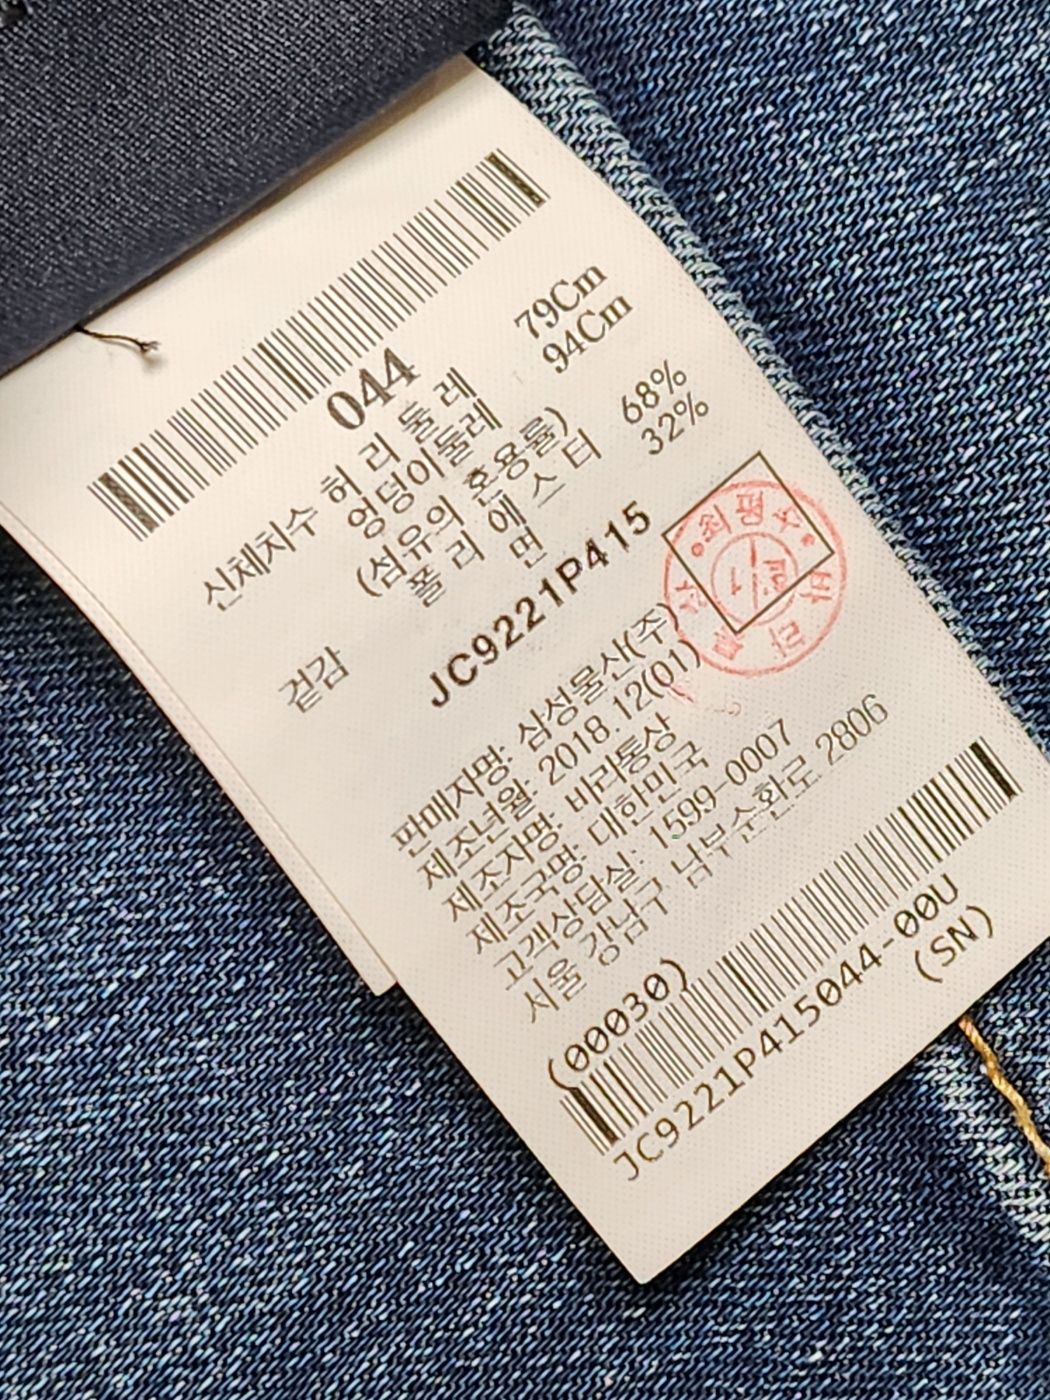 044
신체치수 허 리 둘 레 79Cm
엉덩이둘레 94Cm
(섬유의 혼용률)
겉감 폴 리 에 스 터 68%
면 32%
JC9221P415
판매자명: 삼성물산(주)
제조년월: 2018. 12(01)
제조자명: 바리통상
제조국명: 대한민국
고객상담실: 1599-0007
서울 강남구 남부순환로 2806
(00030)
JC9221P415044-00U
(SN)